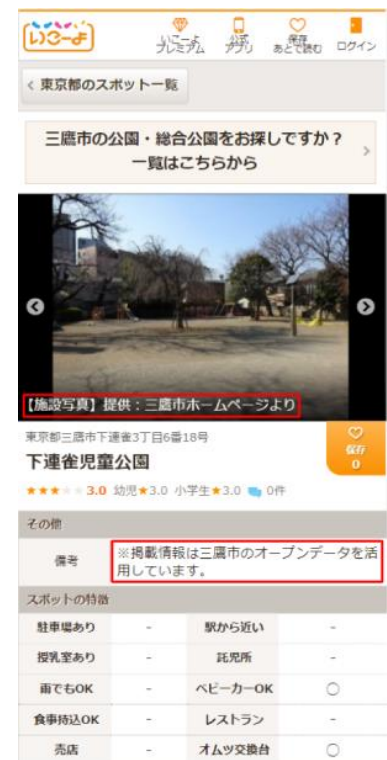 いこーよ
いこーよ プレミアム
公式 アプリ
保存 あとで読む
ログイン
東京都のスポット一覧
三鷹市の公園・総合公園をお探しですか？
一覧はこちらから
【施設写真】提供：三鷹市ホームページより
東京都三鷹市下連雀3丁目6番18号
下連雀児童公園
保存
0
★★★★★ 3.0 幼児★3.0 小学生★3.0 0件
その他
備考 ※掲載情報は三鷹市のオープンデータを活
用しています。
スポットの特徴
駐車場あり - 駅から近い -
授乳室あり - 託児所 -
雨でもOK - ベビーカーOK ○
食事持込OK - レストラン -
売店 - オムツ交換台 ○